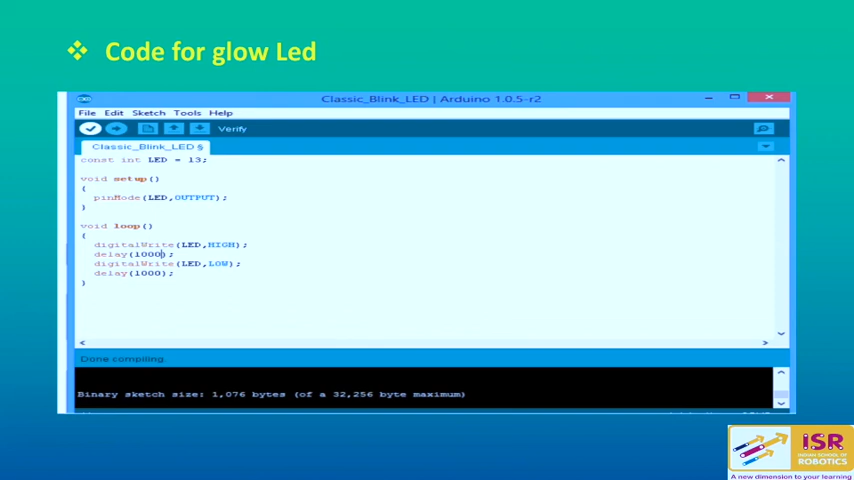 ❖ Code for glow Led
Classic_Blink_LED | Arduino 1.0.5-r2
File Edit Sketch Tools Help
Verify
Classic_Blink_LED §
const int LED = 13;
void setup()
{
pinMode(LED,OUTPUT);
}
void loop()
{
digitalWrite(LED,HIGH);
delay(1000);
digitalWrite(LED,LOW);
delay(1000);
}
Done compiling.
Binary sketch size: 1,076 bytes (of a 32,256 byte maximum)
ISR
INDIAN SCHOOL OF
ROBOTICS
A new dimension to your learning